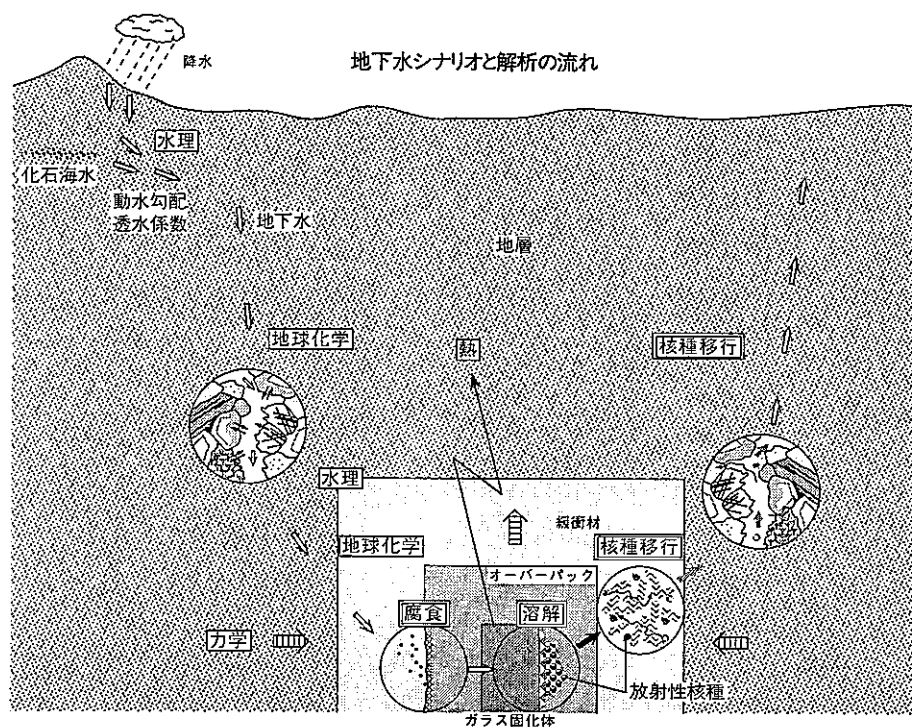 地下水シナリオと解析の流れ
降水
水理
化石海水
動水勾配
透水係数
地下水
地層
地球化学
熱
核種移行
水理
緩衝材
地球化学
核種移行
オーバーパック
腐食
溶解
力学
放射性核種
ガラス固化体